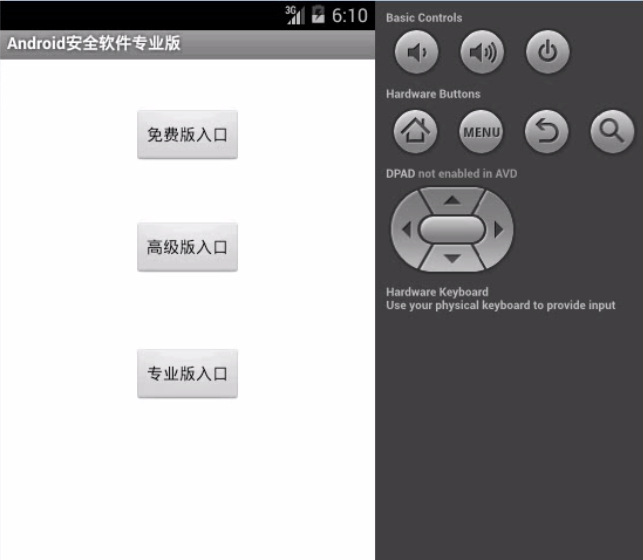 3G 6:10
Android安全软件专业版
免费版入口
高级版入口
专业版入口
Basic Controls
Hardware Buttons
MENU
DPAD not enabled in AVD
Hardware Keyboard
Use your physical keyboard to provide input